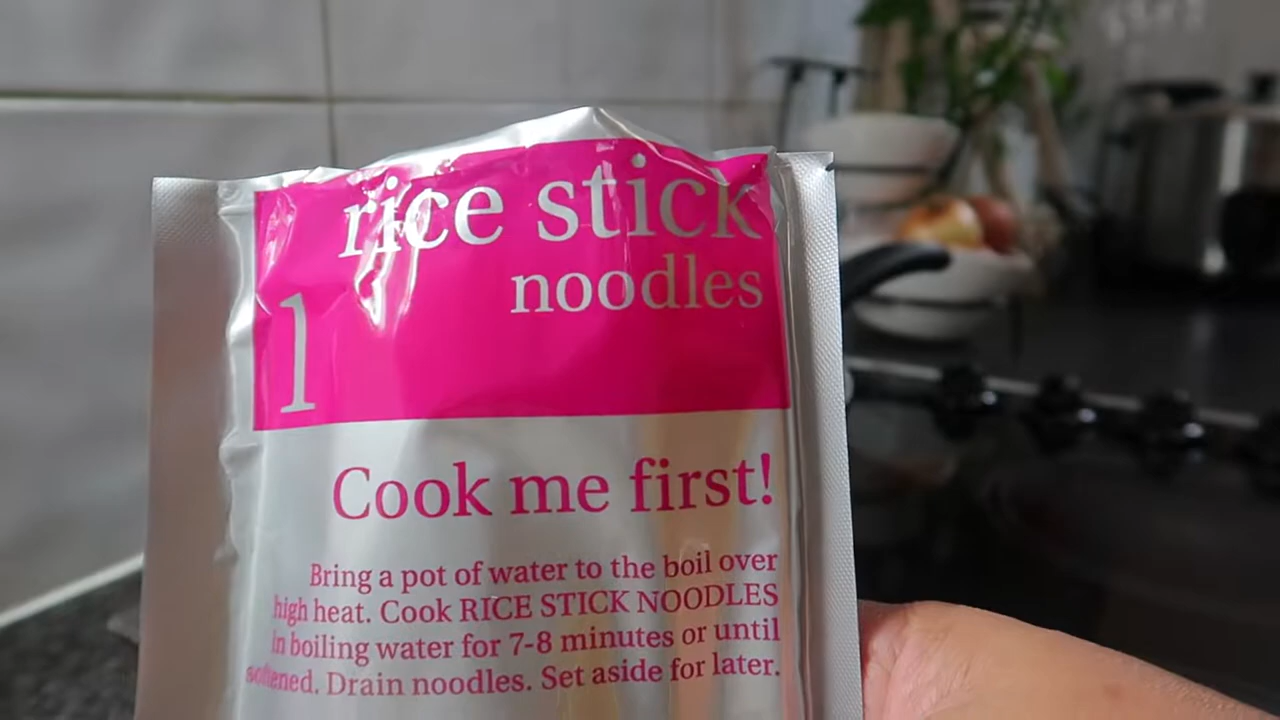 rice stick
noodles
1
Cook me first!
Bring a pot of water to the boil over
high heat. Cook RICE STICK NOODLES
in boiling water for 7-8 minutes or until
softened. Drain noodles. Set aside for later.